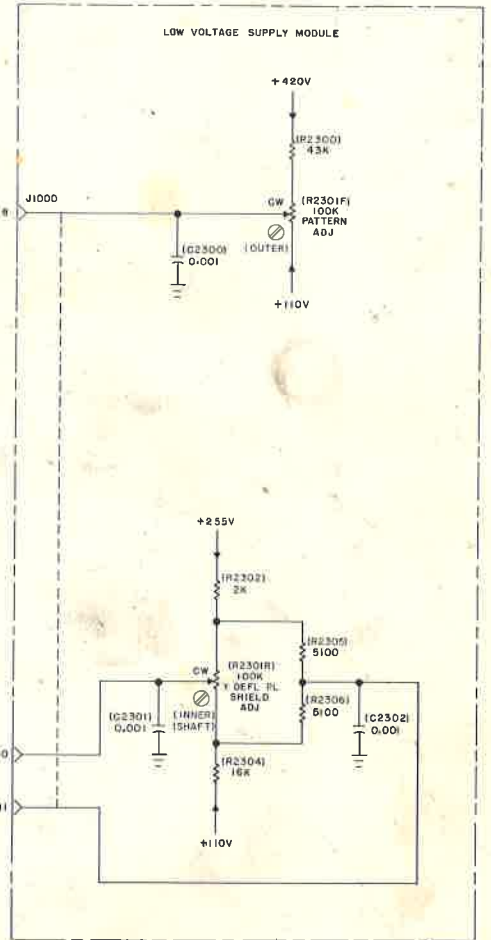 LOW VOLTAGE SUPPLY MODULE
+420V
(R2300)
43K
J1000
CW
(R2301F)
100K
PATTERN
ADJ
(OUTER)
(C2300)
0.001
+110V
+255V
(R2302)
2K
(R2305)
5100
CW
(R2301R)
100K
Y DEFL PL
SHIELD
ADJ
(R2306)
5100
(C2301)
0.001
(INNER)
(SHAFT)
(C2302)
0.001
(R2304)
16K
+110V